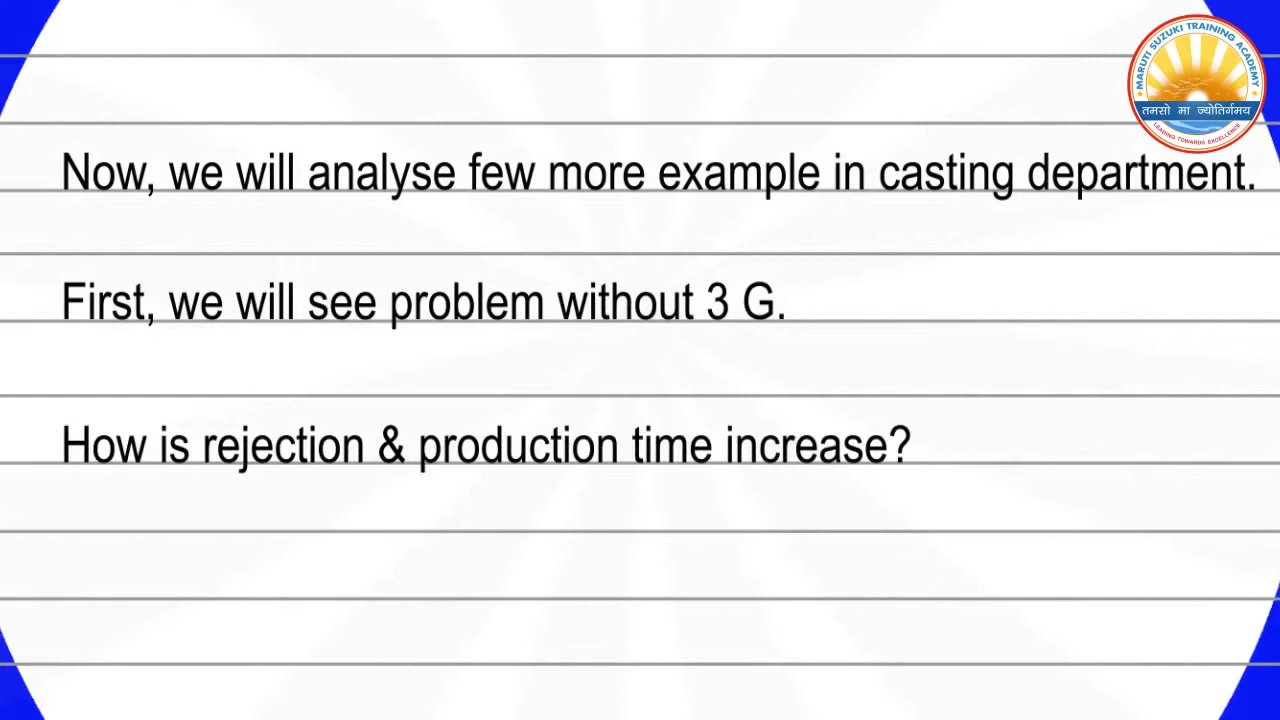 MARUTI SUZUKI TRAINING ACADEMY
तमसो मा ज्योतिर्गमय
LEADING TOWARDS EXCELLENCE
Now, we will analyse few more example in casting department.
First, we will see problem without 3 G.
How is rejection & production time increase?